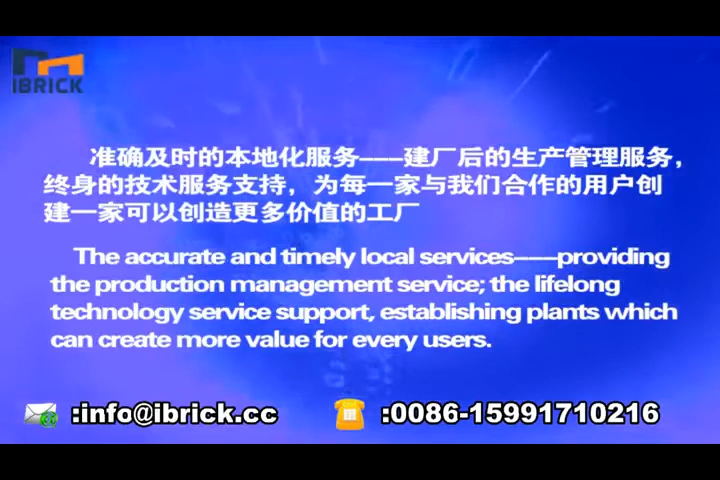 IBRICK
准确及时的本地化服务----建厂后的生产管理服务，
终身的技术服务支持，为每一家与我们合作的用户创
建一家可以创造更多价值的工厂
The accurate and timely local services----providing
the production management service; the lifelong
technology service support, establishing plants which
can create more value for every users.
:info@ibrick.cc :0086-15991710216